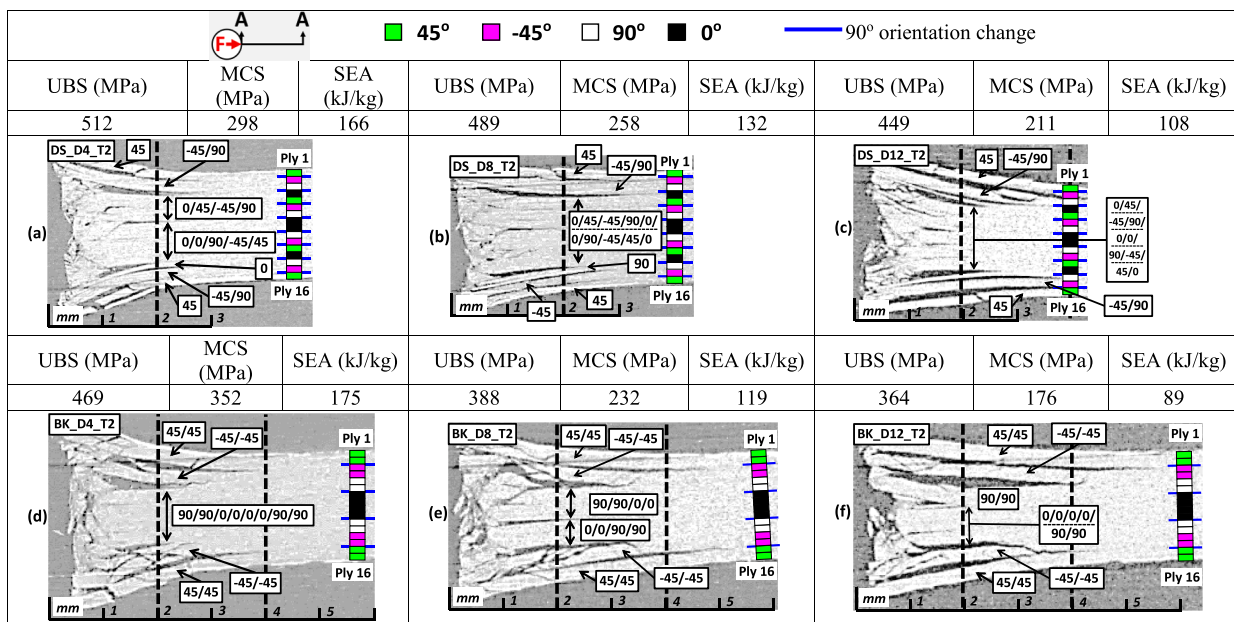 A A
F
45°
-45°
90°
0°
90° orientation change
UBS (MPa)
MCS
(MPa)
SEA
(kJ/kg)
UBS (MPa)
MCS (MPa)
SEA (kJ/kg)
UBS (MPa)
MCS (MPa)
SEA (kJ/kg)
512
298
166
489
258
132
449
211
108
(a)
DS_D4_T2
45
-45/90
Ply 1
0/45/-45/90
0/0/90/-45/45
0
-45/90
45
Ply 16
mm 1 2 3
(b)
DS_D8_T2
45
-45/90
Ply 1
0/45/-45/90/0/
0/90/-45/45/0
90
-45
45
Ply 16
mm 1 2 3
(c)
DS_D12_T2
45
-45/90
Ply 1
0/45/
-45/90/
0/0/
90/-45/
45/0
45
-45/90
Ply 16
mm 1 2 3
UBS (MPa)
MCS
(MPa)
SEA (kJ/kg)
UBS (MPa)
MCS (MPa)
SEA (kJ/kg)
UBS (MPa)
MCS (MPa)
SEA (kJ/kg)
469
352
175
388
232
119
364
176
89
(d)
BK_D4_T2
45/45
-45/-45
Ply 1
90/90/0/0/0/0/90/90
-45/-45
45/45
Ply 16
mm 1 2 3 4 5
(e)
BK_D8_T2
45/45
-45/-45
Ply 1
90/90/0/0
0/0/90/90
-45/-45
45/45
Ply 16
mm 1 2 3 4 5
(f)
BK_D12_T2
45/45
-45/-45
Ply 1
90/90
0/0/0/0/
90/90
-45/-45
45/45
Ply 16
mm 1 2 3 4 5